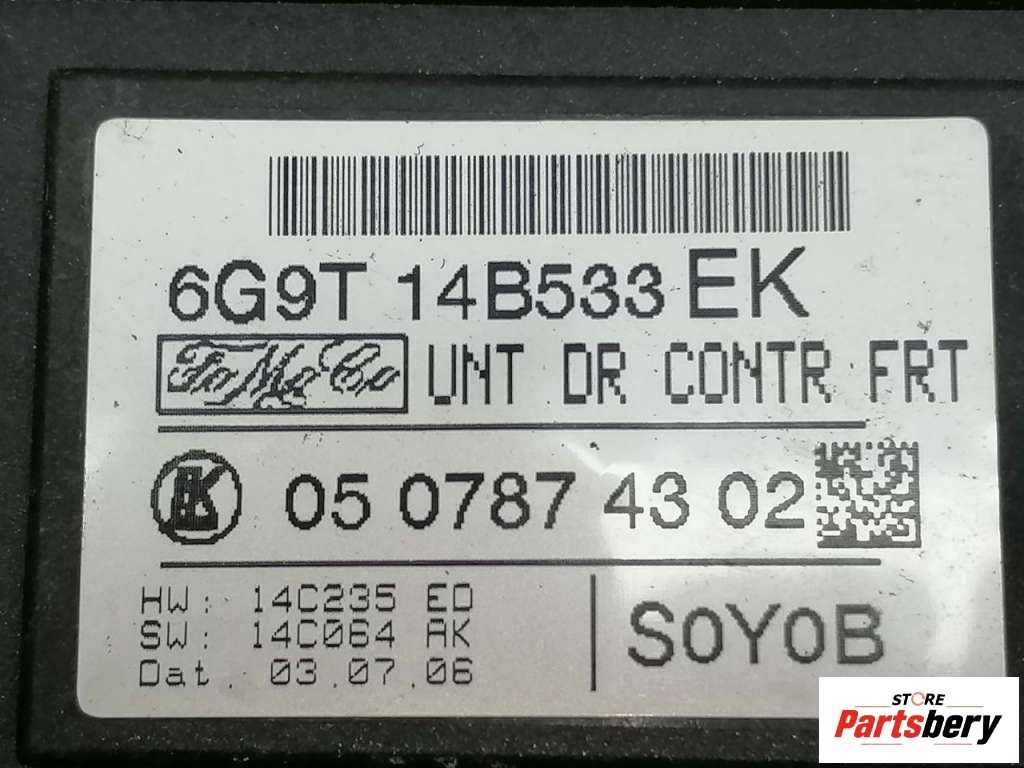 6G9T 14B533 EK
FoMoCo UNT DR CONTR FRT
05 0787 43 02
HW: 14C235 ED
SW: 14C064 AK
Dat. 03.07.06
S0Y0B
STORE
Partsbery